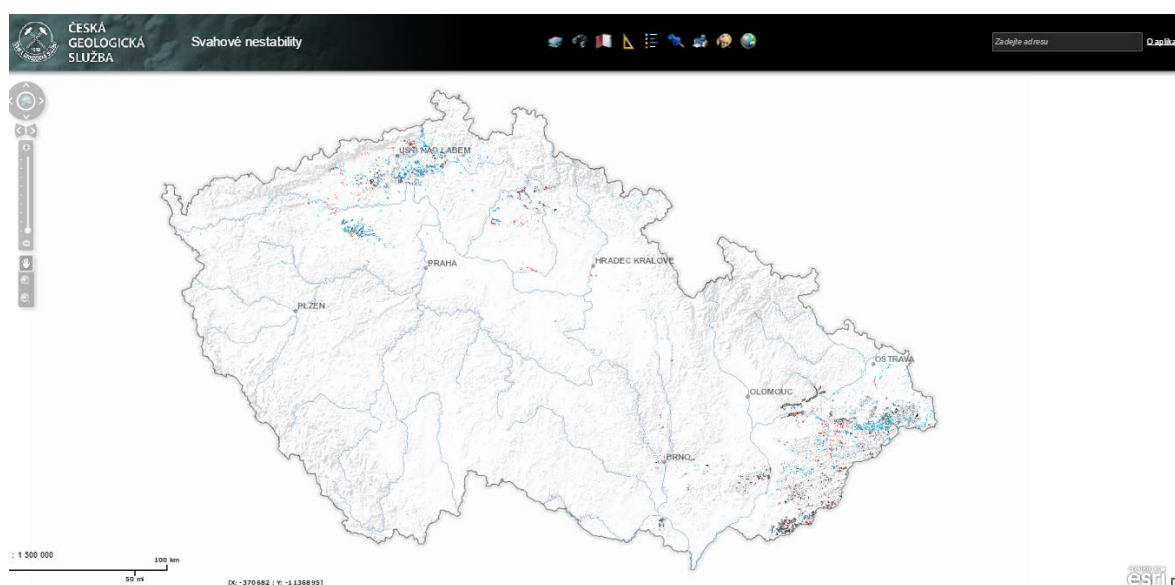 ČESKÁ
GEOLOGICKÁ
SLUŽBA
Svahové nestability
Zadejte adresu
O aplika
ÚSTÍ NAD LABEM
PRAHA
HRADEC KRÁLOVÉ
PLZEŇ
OSTRAVA
OLOMOUC
BRNO
: 1 500 000
100 km
50 mi
[X: -370682 ; Y: -1136895]
esri